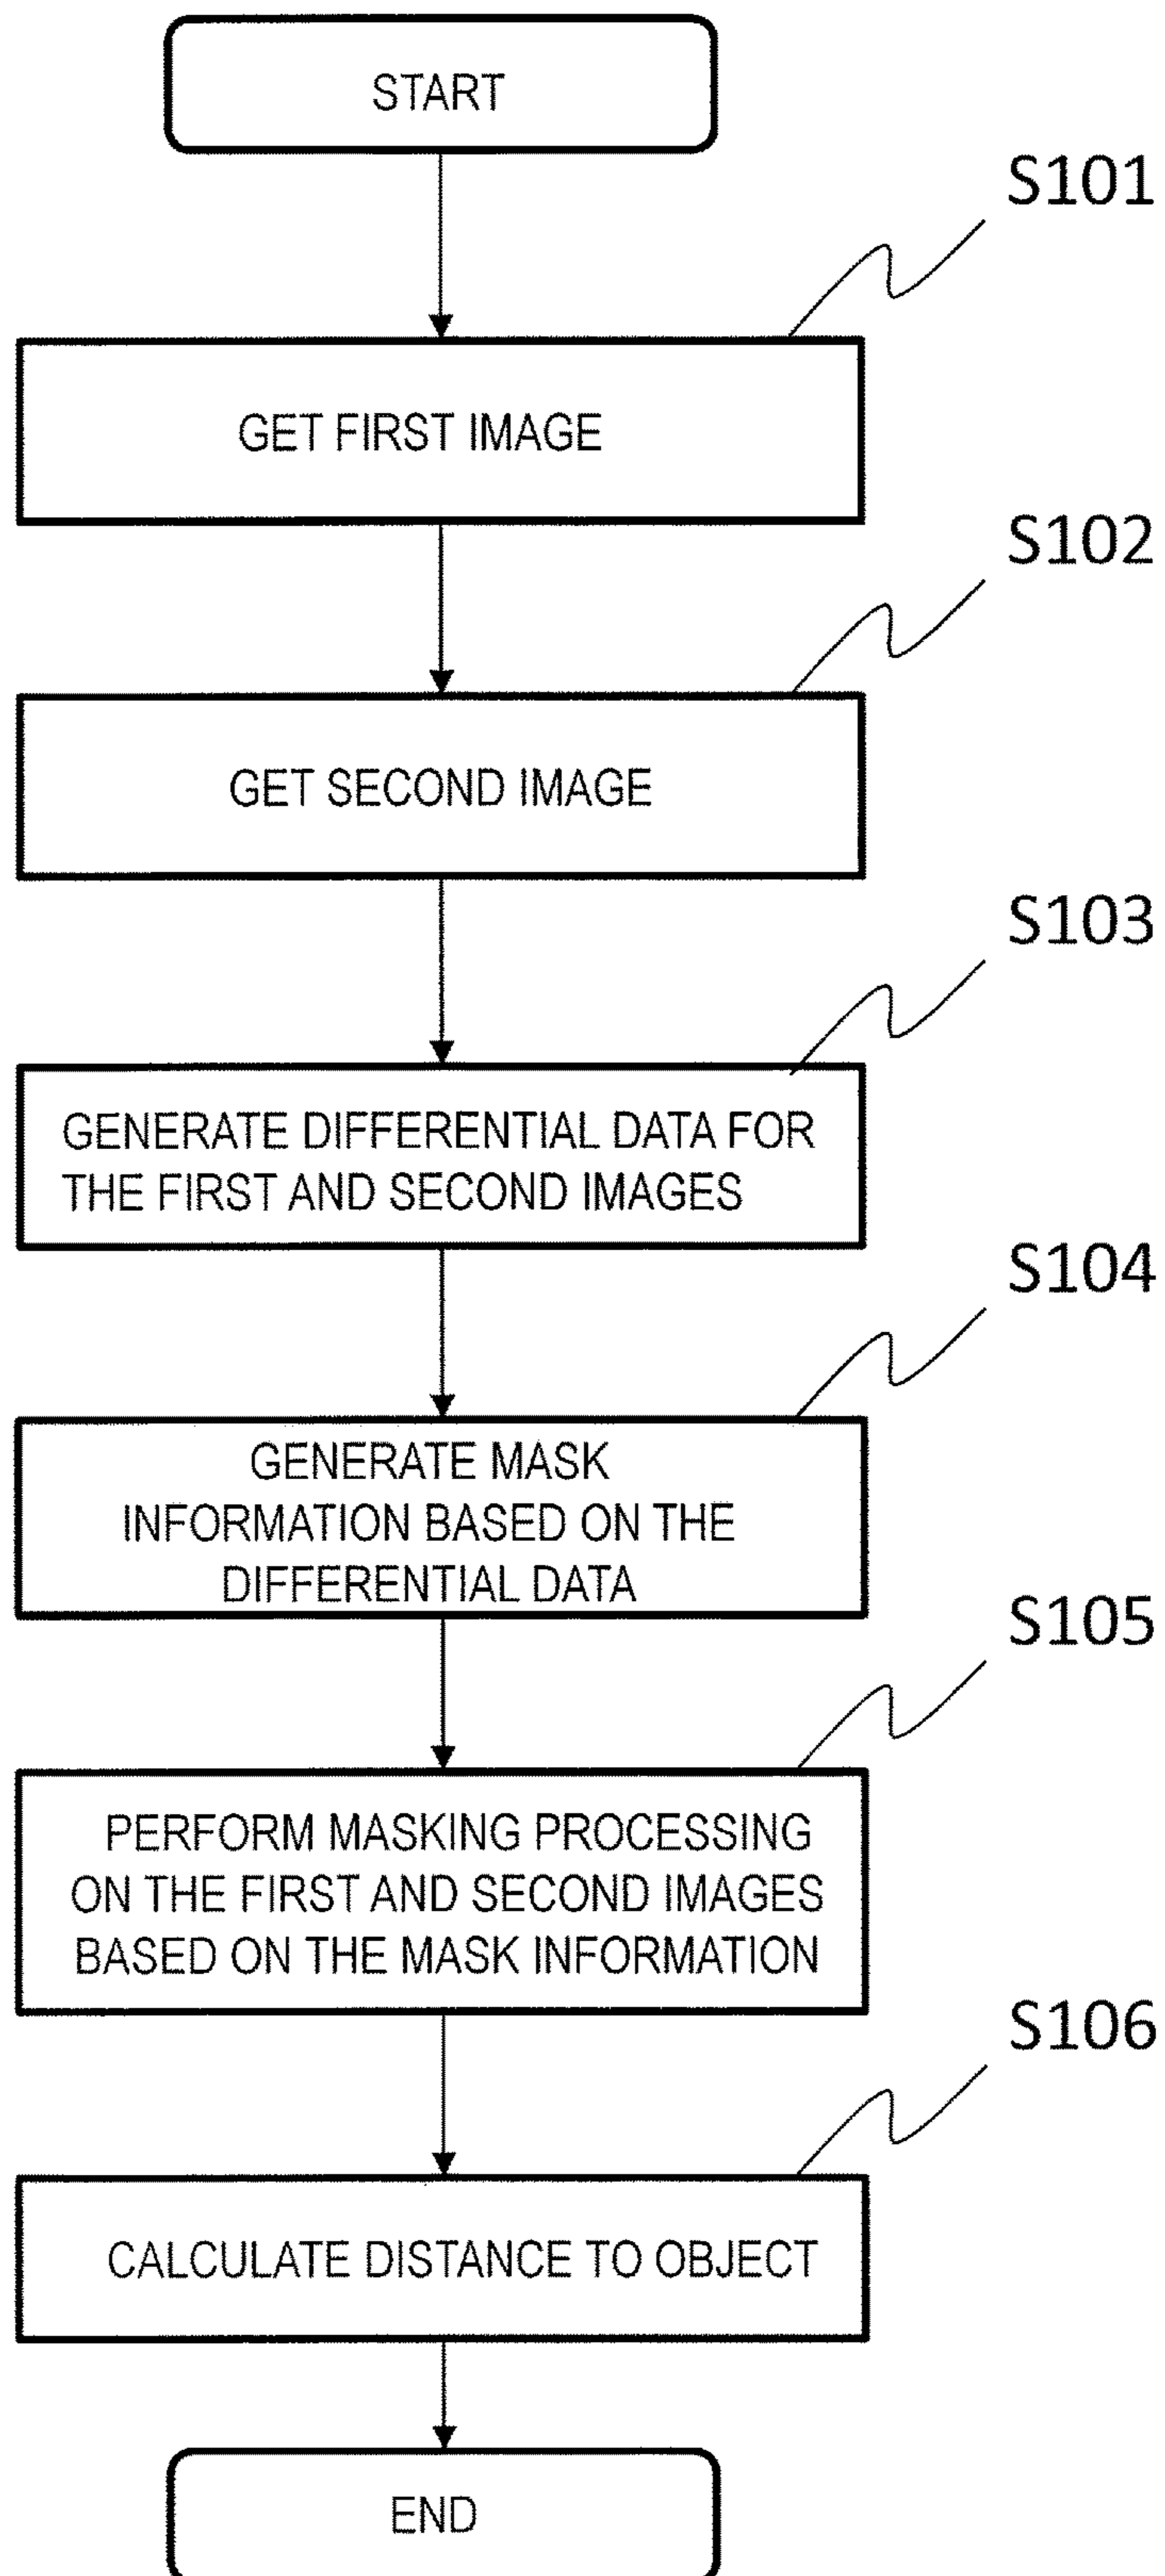 START
S101
GET FIRST IMAGE
S102
GET SECOND IMAGE
S103
GENERATE DIFFERENTIAL DATA FOR
THE FIRST AND SECOND IMAGES
S104
GENERATE MASK
INFORMATION BASED ON THE
DIFFERENTIAL DATA
S105
PERFORM MASKING PROCESSING
ON THE FIRST AND SECOND IMAGES
BASED ON THE MASK INFORMATION
S106
CALCULATE DISTANCE TO OBJECT
END